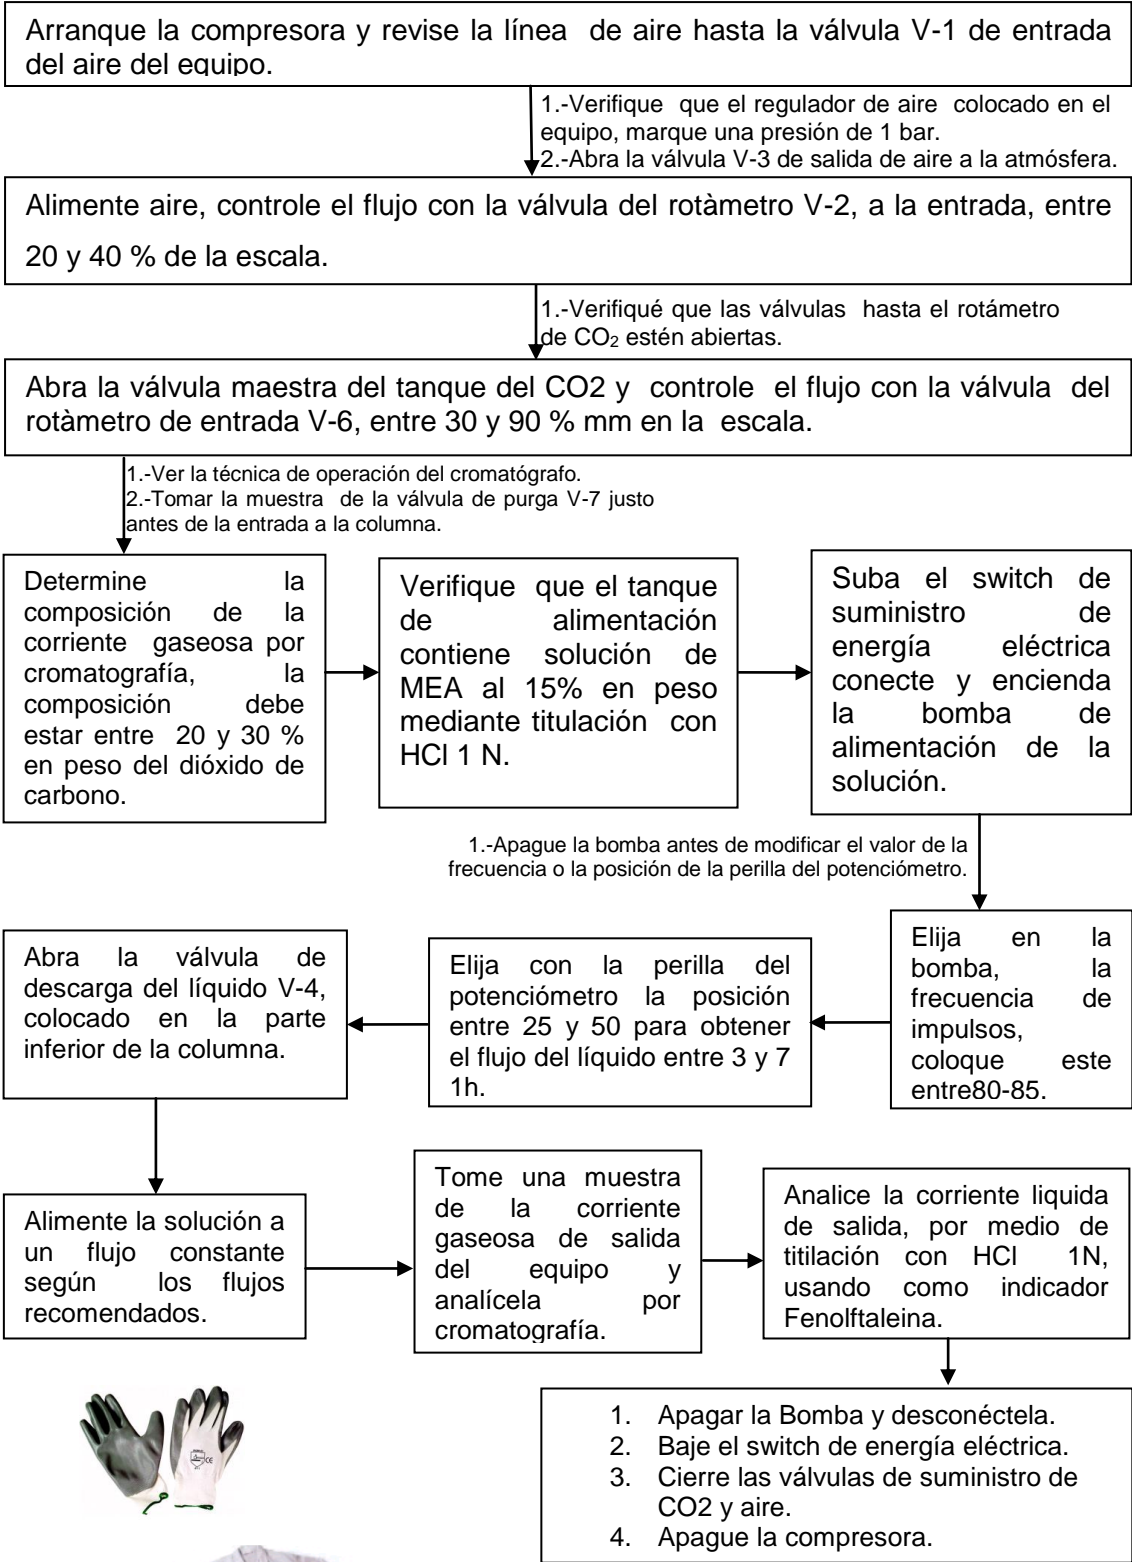 Arranque la compresora y revise la línea de aire hasta la válvula V-1 de entrada
del aire del equipo.
1.-Verifique que el regulador de aire colocado en el
equipo, marque una presión de 1 bar.
2.-Abra la válvula V-3 de salida de aire a la atmósfera.
Alimente aire, controle el flujo con la válvula del rotàmetro V-2, a la entrada, entre
20 y 40 % de la escala.
1.-Verifiqué que las válvulas hasta el rotámetro
de CO₂ estén abiertas.
Abra la válvula maestra del tanque del CO2 y controle el flujo con la válvula del
rotàmetro de entrada V-6, entre 30 y 90 % mm en la escala.
1.-Ver la técnica de operación del cromatógrafo.
2.-Tomar la muestra de la válvula de purga V-7 justo
antes de la entrada a la columna.
Determine la
composición de la
corriente gaseosa por
cromatografía, la
composición debe
estar entre 20 y 30 %
en peso del dióxido de
carbono.
Verifique que el tanque
de alimentación
contiene solución de
MEA al 15% en peso
mediante titulación con
HCl 1 N.
Suba el switch de
suministro de
energía eléctrica
conecte y encienda
la bomba de
alimentación de la
solución.
1.-Apague la bomba antes de modificar el valor de la
frecuencia o la posición de la perilla del potenciómetro.
Elija en la
bomba, la
frecuencia de
impulsos,
coloque este
entre80-85.
Elija con la perilla del
potenciómetro la posición
entre 25 y 50 para obtener
el flujo del líquido entre 3 y 7
1h.
Abra la válvula de
descarga del líquido V-4,
colocado en la parte
inferior de la columna.
Alimente la solución a
un flujo constante
según los flujos
recomendados.
Tome una muestra
de la corriente
gaseosa de salida
del equipo y
analícela por
cromatografía.
Analice la corriente liquida
de salida, por medio de
titilación con HCl 1N,
usando como indicador
Fenolftaleina.
1. Apagar la Bomba y desconéctela.
2. Baje el switch de energía eléctrica.
3. Cierre las válvulas de suministro de
CO2 y aire.
4. Apague la compresora.
CE